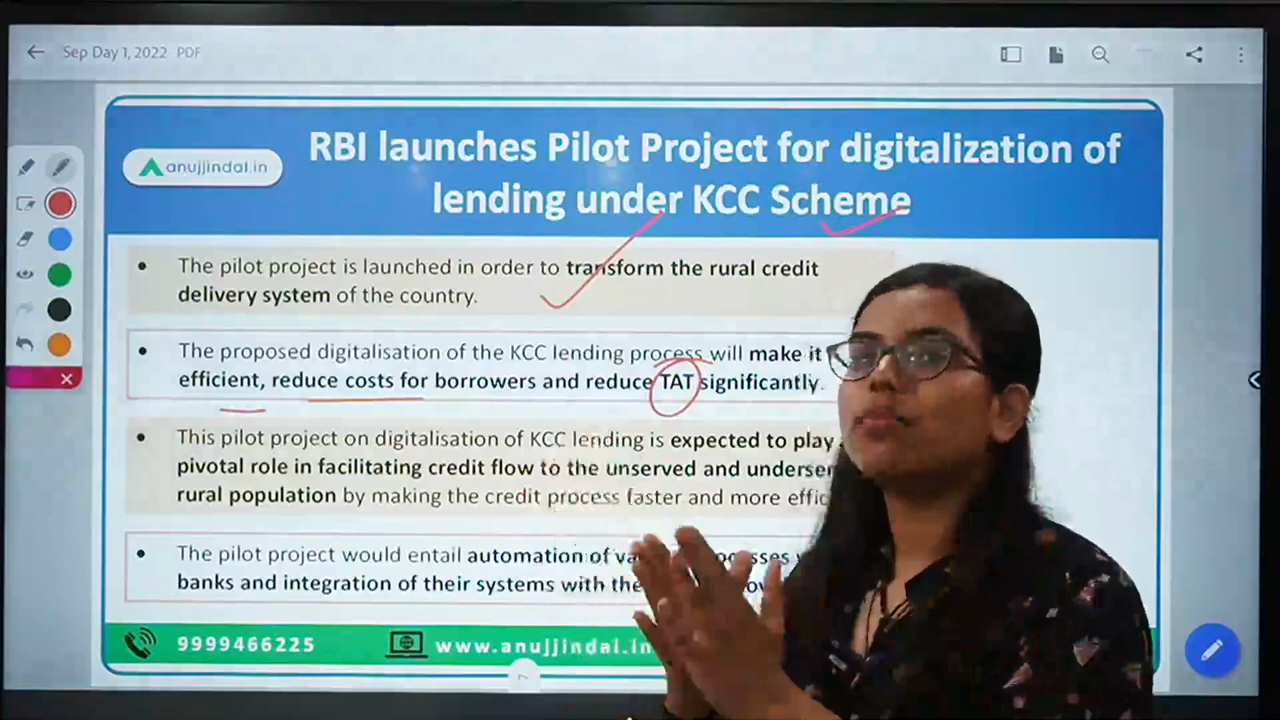 Sep Day 1, 2022 PDF
anujjindal.in
RBI launches Pilot Project for digitalization of
lending under KCC Scheme
• The pilot project is launched in order to transform the rural credit
delivery system of the country.
• The proposed digitalisation of the KCC lending process will make it
efficient, reduce costs for borrowers and reduce TAT significantly.
• This pilot project on digitalisation of KCC lending is expected to play
pivotal role in facilitating credit flow to the unserved and
rural population by making the credit process faster and more
• The pilot project would entail automation of
banks and integration of their systems with the
9999466225
www.anujjindal.in